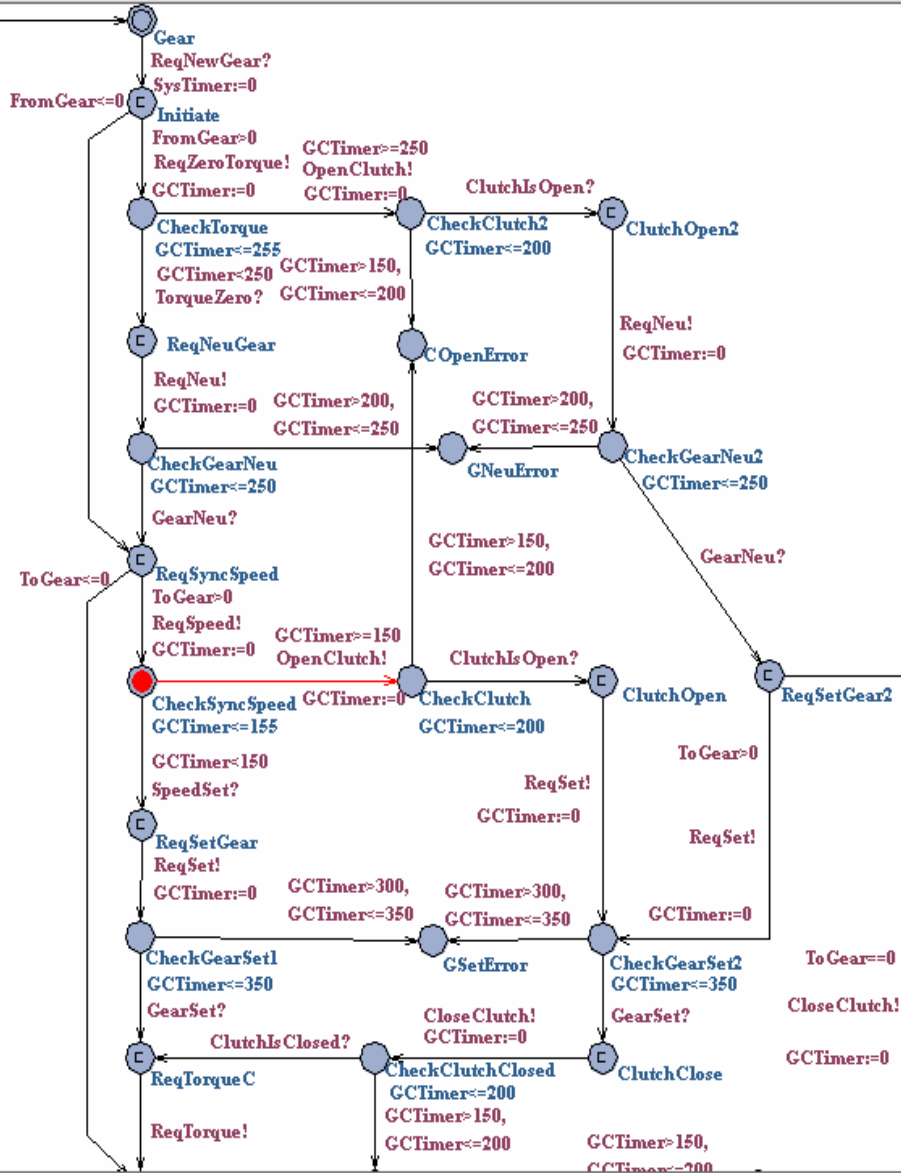 Gear
ReqNewGear?
SysTimer:=0
FromGear<=0
C
Initiate
FromGear>0
ReqZeroTorque!
GCTimer:=0
GCTimer>=250
OpenClutch!
GCTimer:=0
ClutchIsOpen?
C
CheckTorque
GCTimer<=255
CheckClutch2
GCTimer<=200
ClutchOpen2
GCTimer<250
TorqueZero?
GCTimer>150,
GCTimer<=200
C
ReqNeuGear
COpenError
ReqNeu!
GCTimer:=0
ReqNeu!
GCTimer:=0
GCTimer>200,
GCTimer<=250
GCTimer>200,
GCTimer<=250
CheckGearNeu
GCTimer<=250
GNeuError
CheckGearNeu2
GCTimer<=250
GearNeu?
GCTimer>150,
GCTimer<=200
GearNeu?
C
ReqSyncSpeed
ToGear<=0
ToGear>0
ReqSpeed!
GCTimer:=0
GCTimer>=150
OpenClutch!
GCTimer:=0
ClutchIsOpen?
C
C
CheckSyncSpeed
GCTimer<=155
CheckClutch
GCTimer<=200
ClutchOpen
ReqSetGear2
GCTimer<150
SpeedSet?
ReqSet!
GCTimer:=0
ToGear>0
ReqSet!
GCTimer:=0
C
ReqSetGear
ReqSet!
GCTimer:=0
GCTimer>300,
GCTimer<=350
GCTimer>300,
GCTimer<=350
CheckGearSet1
GCTimer<=350
GSetError
CheckGearSet2
GCTimer<=350
ToGear==0
CloseClutch!
GCTimer:=0
GearSet?
GearSet?
CloseClutch!
GCTimer:=0
ClutchIsClosed?
C
C
ReqTorqueC
CheckClutchClosed
GCTimer<=200
ClutchClose
ReqTorque!
GCTimer>150,
GCTimer<=200
GCTimer>150,
GCTimer<=200